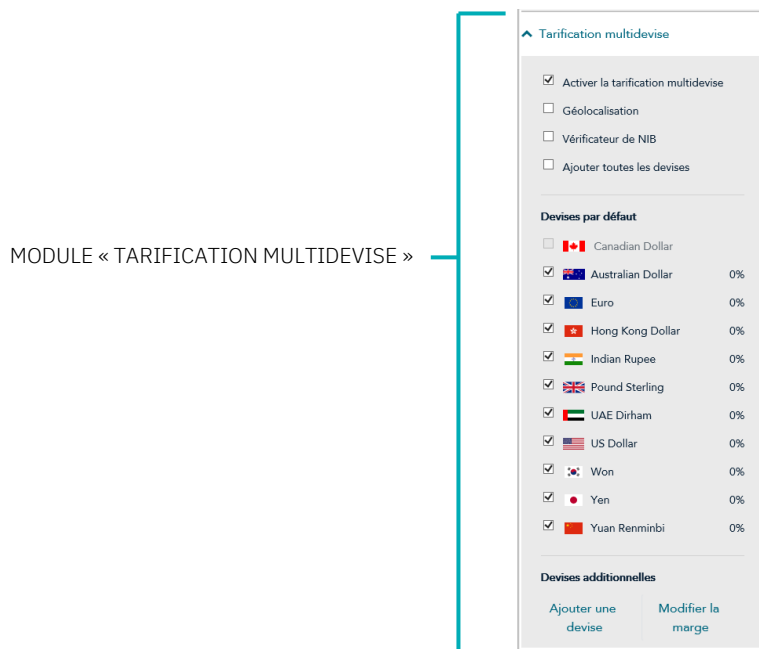 Tarification multidevise
Activer la tarification multidevise
Géolocalisation
Vérificateur de NIB
Ajouter toutes les devises
Devises par défaut
Canadian Dollar
MODULE « TARIFICATION MULTIDEVISE »
Australian Dollar 0%
Euro 0%
Hong Kong Dollar 0%
Indian Rupee 0%
Pound Sterling 0%
UAE Dirham 0%
US Dollar 0%
Won 0%
Yen 0%
Yuan Renminbi 0%
Devises additionnelles
Ajouter une
devise
Modifier la
marge